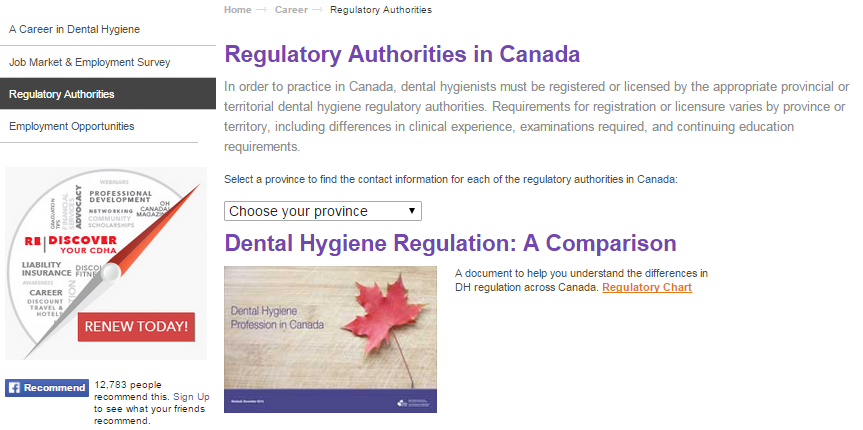 Home → Career → Regulatory Authorities
A Career in Dental Hygiene
Job Market & Employment Survey
Regulatory Authorities
Employment Opportunities
WEBINARS
PROFESSIONAL
DEVELOPMENT
ADVOCACY
FINANCIAL
SERVICES
GRADUATION
TPS
NETWORKING
OH
CANADA!
MAGAZINE
COMMUNITY
SCHOLARSHIPS
RE|DISCOVER
YOUR CDHA
LIABILITY
INSURANCE
AWARENESS
CAREER
DISCOUNT
TRAVEL &
HOTELS
RENEW TODAY!
Recommend
12,783 people
recommend this. Sign Up
to see what your friends
recommend.
Regulatory Authorities in Canada
In order to practice in Canada, dental hygienists must be registered or licensed by the appropriate provincial or
territorial dental hygiene regulatory authorities. Requirements for registration or licensure varies by province or
territory, including differences in clinical experience, examinations required, and continuing education
requirements.
Select a province to find the contact information for each of the regulatory authorities in Canada:
Choose your province
Dental Hygiene Regulation: A Comparison
Dental Hygiene
Profession in Canada
A document to help you understand the differences in
DH regulation across Canada. Regulatory Chart